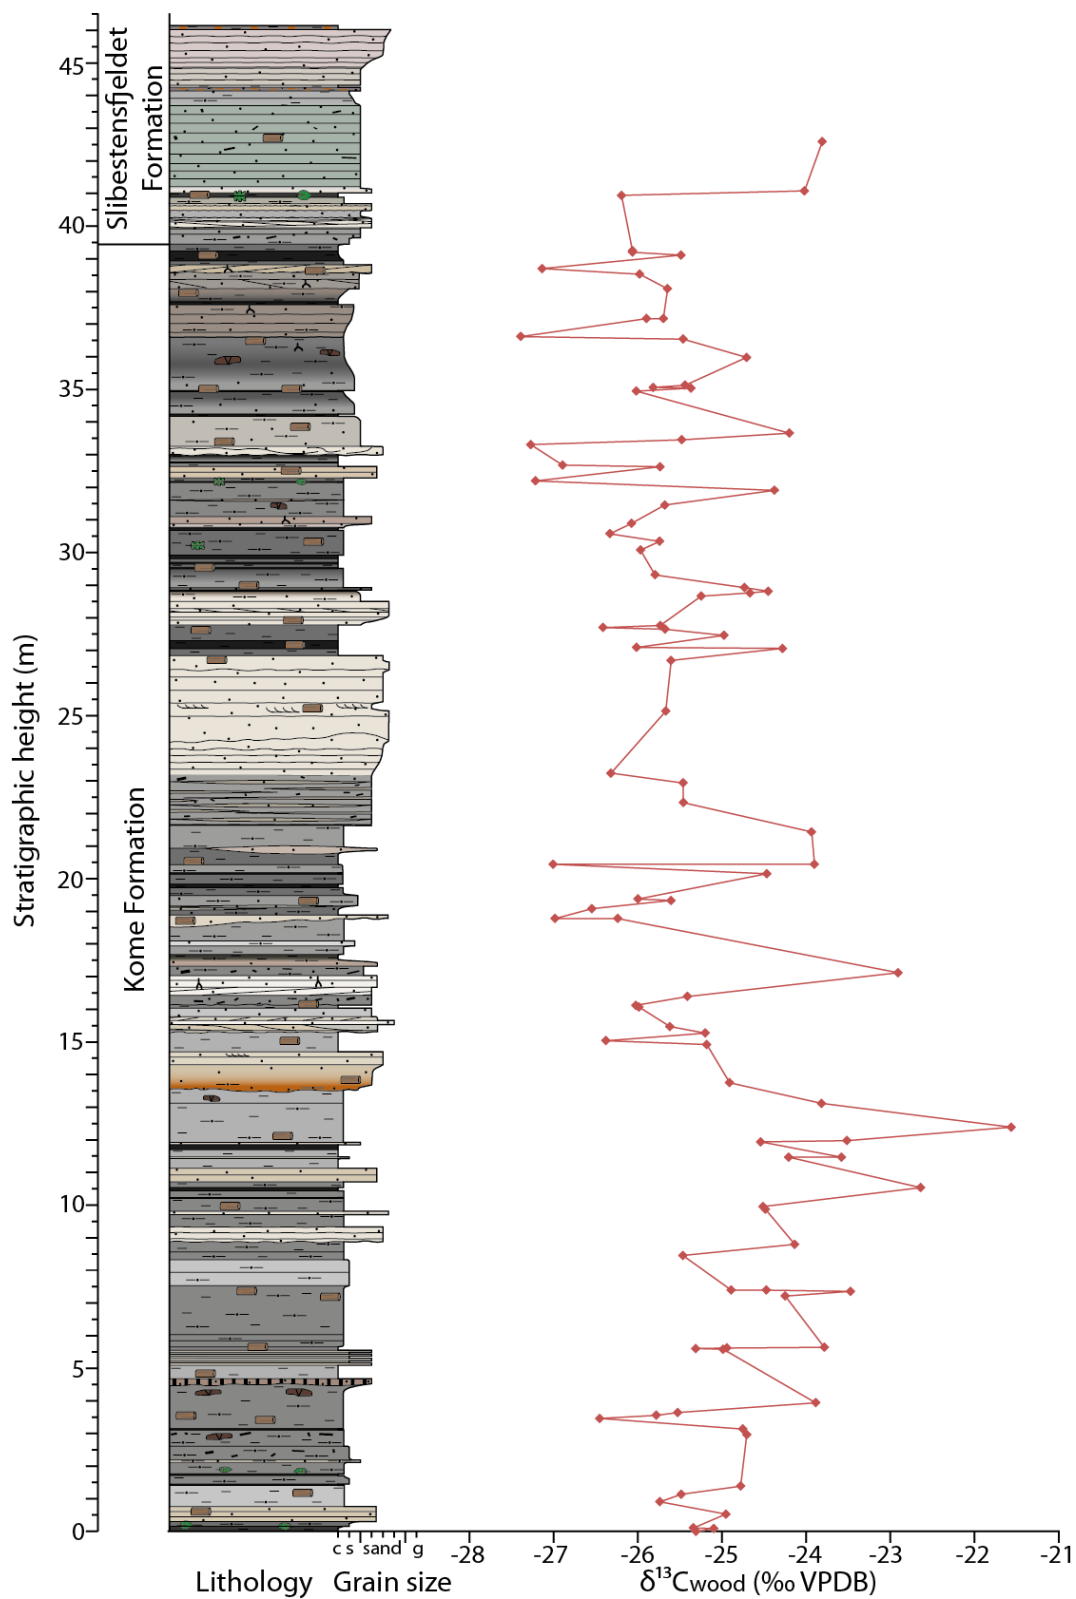 Slibestensfjeldet
Formation
Kome Formation
Stratigraphic height (m)
45
40
35
30
25
20
15
10
5
0
c s sand g
-28 -27 -26 -25 -24 -23 -22 -21
Lithology Grain size δ¹³Cwood (‰ VPDB)